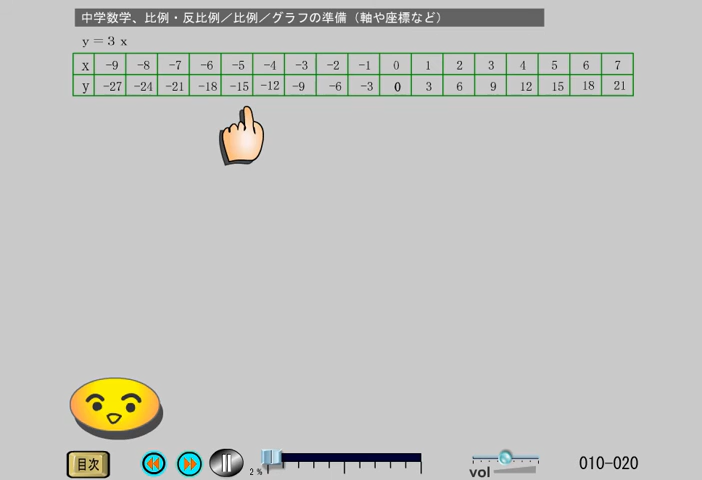 中学数学、比例・反比例／比例／グラフの準備（軸や座標など）
y＝3 x
x −9 −8 −7 −6 −5 −4 −3 −2 −1 0 1 2 3 4 5 6 7
y −27 −24 −21 −18 −15 −12 −9 −6 −3 0 3 6 9 12 15 18 21
目次 2% vol 010-020